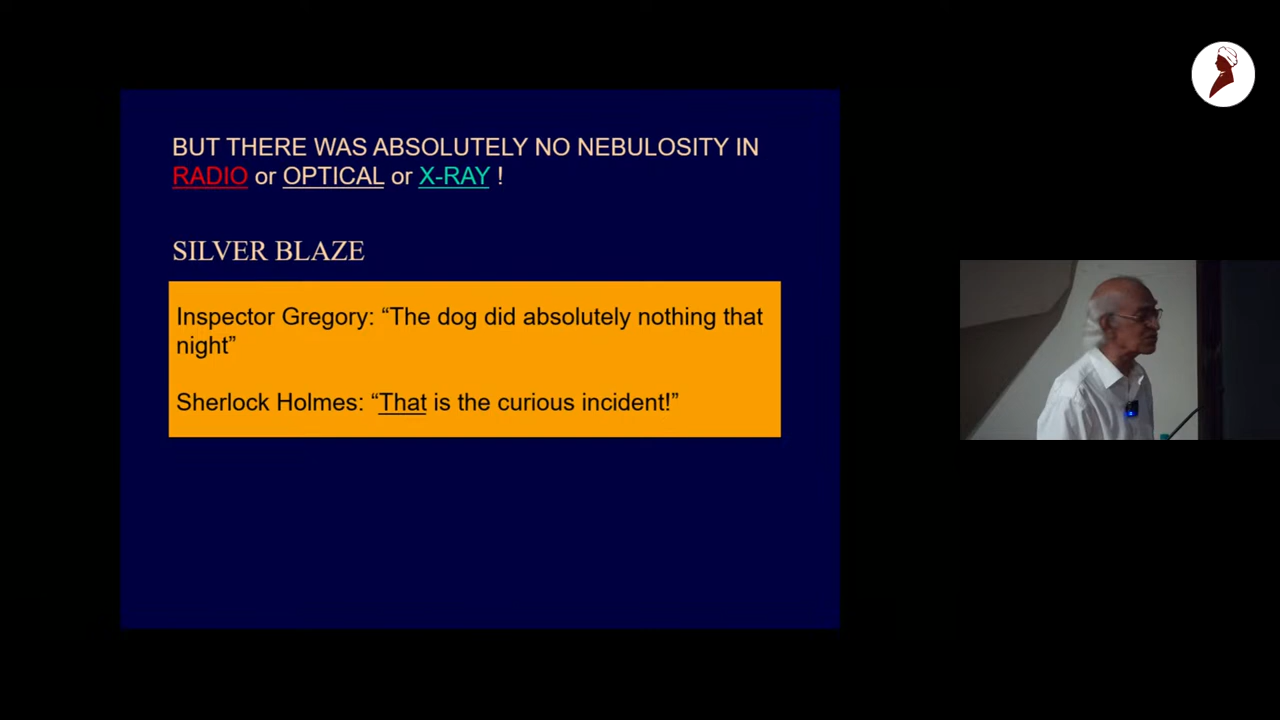 BUT THERE WAS ABSOLUTELY NO NEBULOSITY IN
RADIO or OPTICAL or X-RAY !
SILVER BLAZE
Inspector Gregory: “The dog did absolutely nothing that
night”
Sherlock Holmes: “That is the curious incident!”